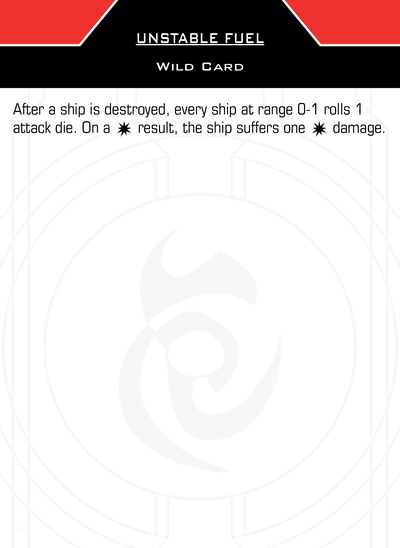 UNSTABLE FUEL
Wild Card
After a ship is destroyed, every ship at range 0-1 rolls 1
attack die. On a result, the ship suffers one damage.